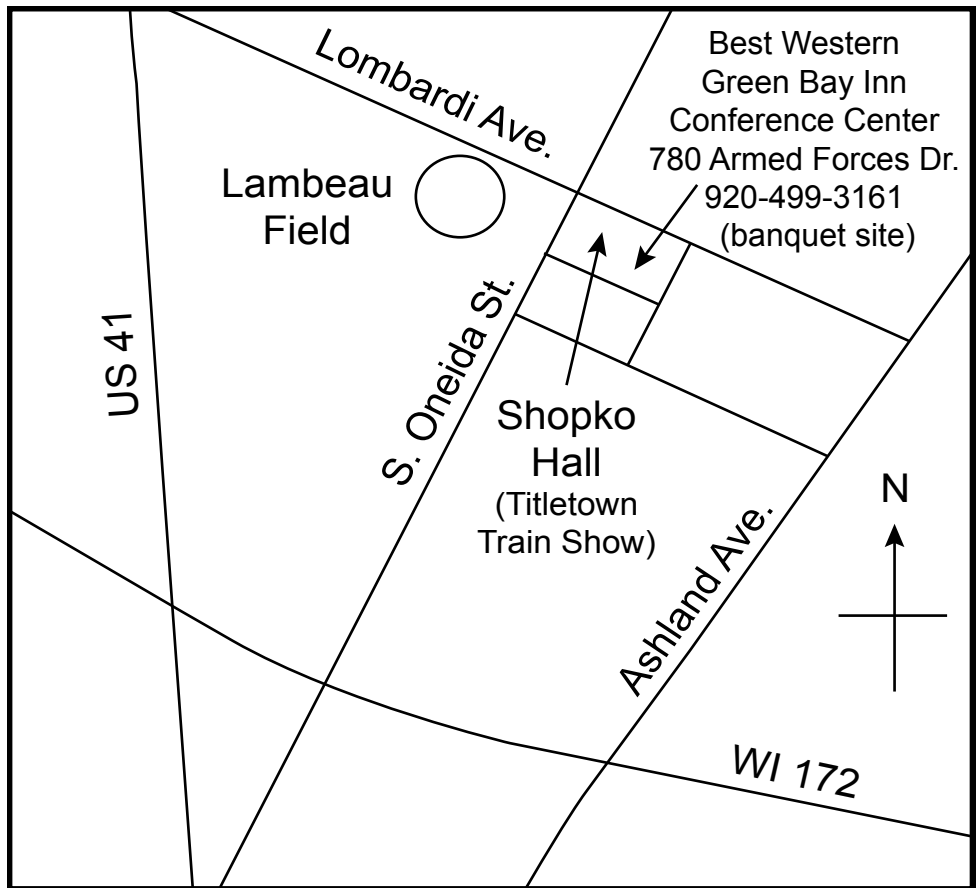 Lombardi Ave.
Best Western
Green Bay Inn
Conference Center
780 Armed Forces Dr.
920-499-3161
(banquet site)
Lambeau
Field
US 41
S. Oneida St.
Shopko
Hall
(Titletown
Train Show)
N
Ashland Ave.
WI 172